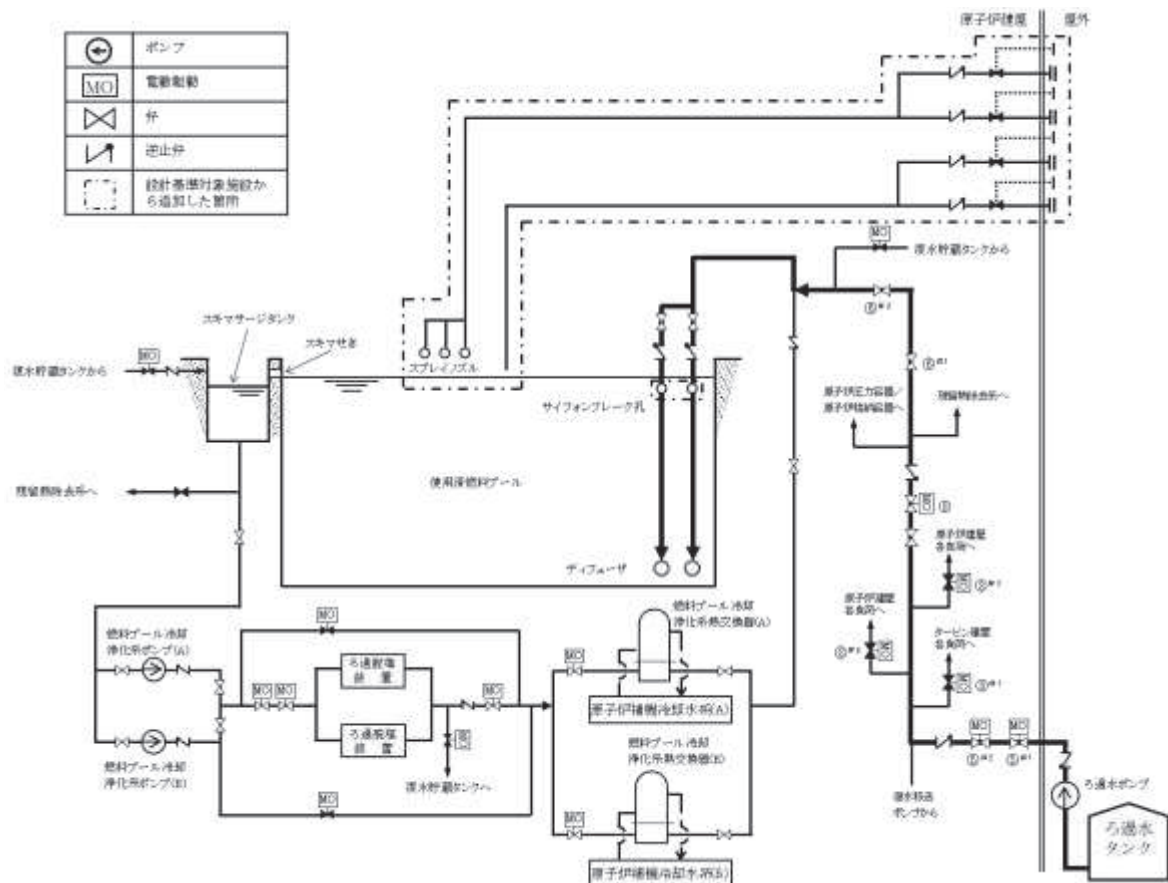 ポンプ
MO
電動駆動
弁
逆止弁
設計基準対象施設か
ら追加した箇所
原子炉建屋
屋外
MO
復水貯蔵タンクから
スキマサージタンク
スキマせき
MO
復水貯蔵タンクから
スプレイノズル
サイフォンブレーク孔
原子炉圧力容器/
原子炉格納容器へ
残留熱除去系へ
残留熱除去系へ
使用済燃料プール
ディフューザ
原子炉建屋
各負荷へ
原子炉建屋
各負荷へ
タービン建屋
各負荷へ
燃料プール冷却
浄化系ポンプ(A)
燃料プール冷却
浄化系ポンプ(B)
MO
MO
MO
ろ過脱塩
装置
ろ過脱塩
装置
MO
MO
復水貯蔵タンクへ
燃料プール冷却
浄化系熱交換器(A)
MO
原子炉補機冷却水系(A)
燃料プール冷却
浄化系熱交換器(B)
MO
原子炉補機冷却水系(B)
MO
MO
復水移送
ポンプから
ろ過水ポンプ
ろ過水
タンク